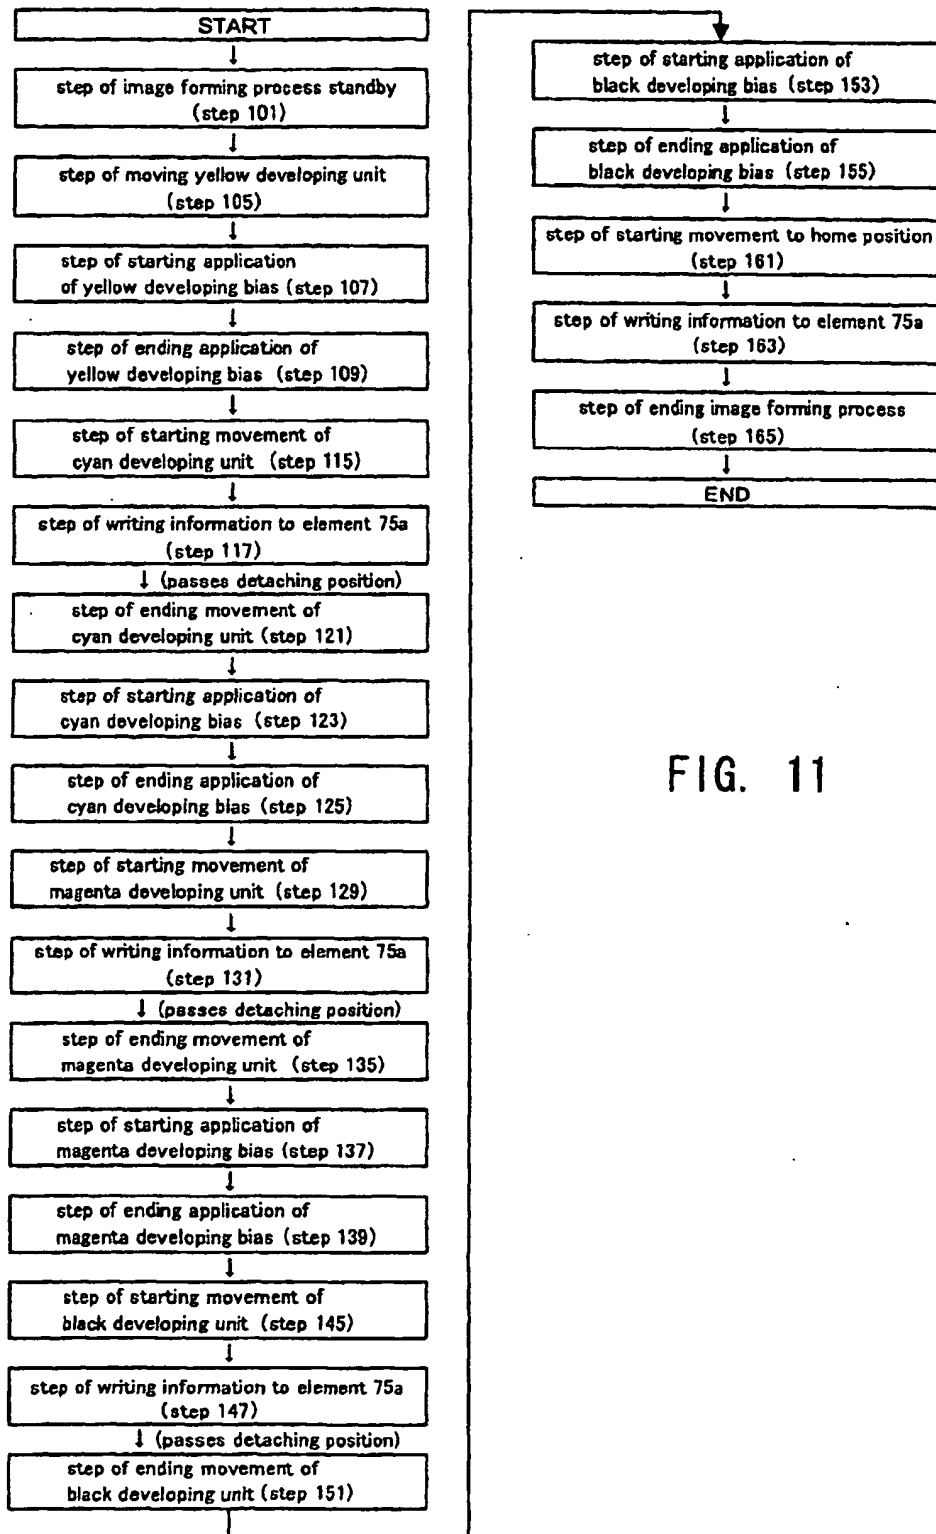 START
step of image forming process standby
(step 101)
step of moving yellow developing unit
(step 105)
step of starting application
of yellow developing bias (step 107)
step of ending application of
yellow developing bias (step 109)
step of starting movement of
cyan developing unit (step 115)
step of writing information to element 75a
(step 117)
(passes detaching position)
step of ending movement of
cyan developing unit (step 121)
step of starting application of
cyan developing bias (step 123)
step of ending application of
cyan developing bias (step 125)
step of starting movement of
magenta developing unit (step 129)
step of writing information to element 75a
(step 131)
(passes detaching position)
step of ending movement of
magenta developing unit (step 135)
step of starting application of
magenta developing bias (step 137)
step of ending application of
magenta developing bias (step 139)
step of starting movement of
black developing unit (step 145)
step of writing information to element 75a
(step 147)
(passes detaching position)
step of ending movement of
black developing unit (step 151)
step of starting application of
black developing bias (step 153)
step of ending application of
black developing bias (step 155)
step of starting movement to home position
(step 161)
step of writing information to element 75a
(step 163)
step of ending image forming process
(step 165)
END
FIG. 11